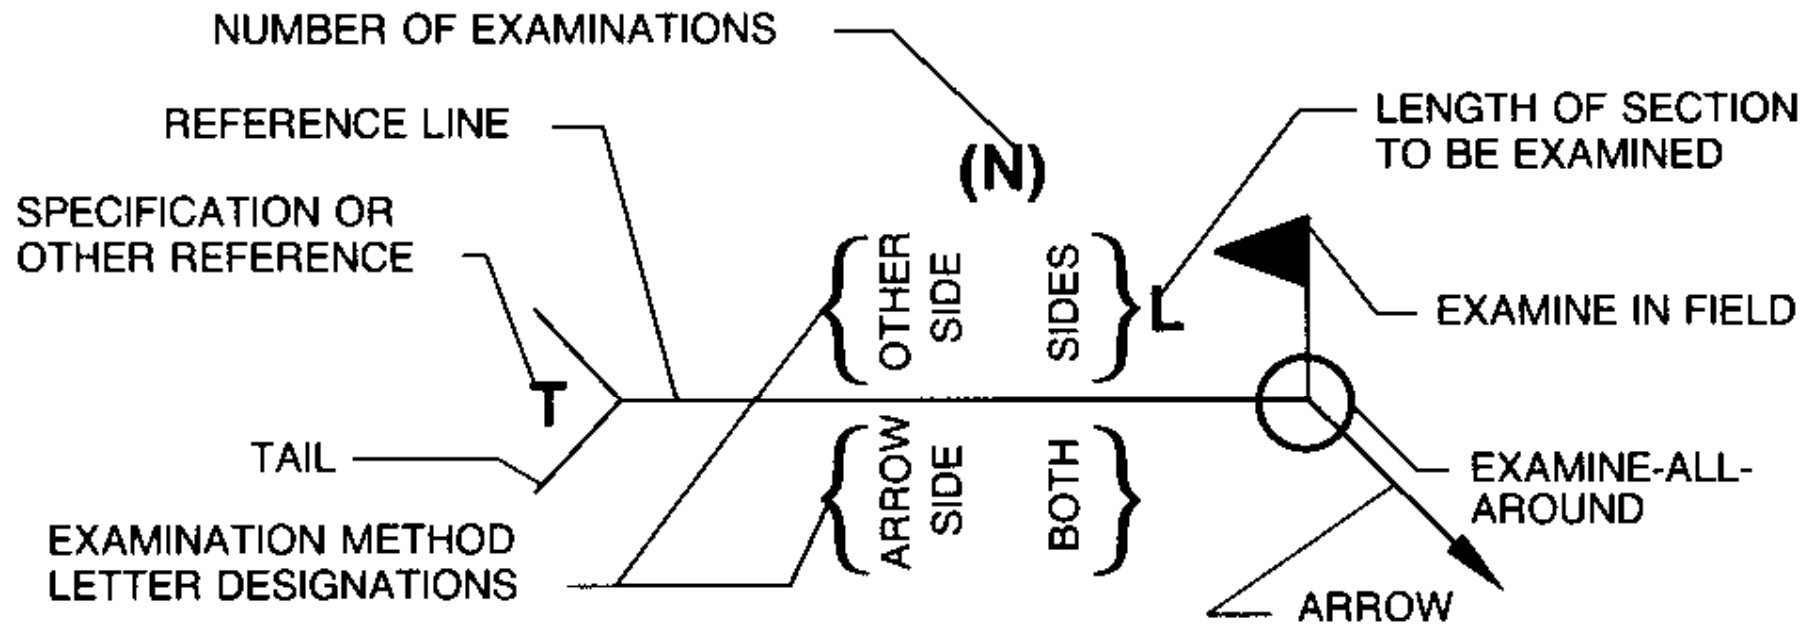 NUMBER OF EXAMINATIONS
REFERENCE LINE
(N)
LENGTH OF SECTION
TO BE EXAMINED
SPECIFICATION OR
OTHER REFERENCE
OTHER
SIDE
SIDES
L
EXAMINE IN FIELD
T
TAIL
ARROW
SIDE
BOTH
EXAMINE-ALL-
AROUND
EXAMINATION METHOD
LETTER DESIGNATIONS
ARROW